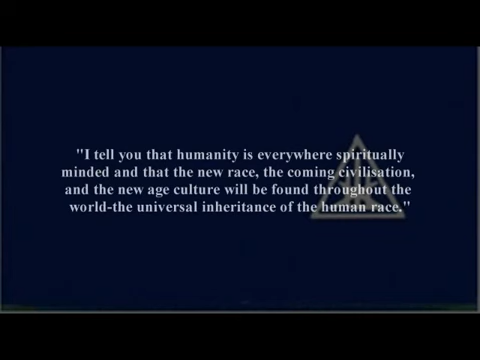 "I tell you that humanity is everywhere spiritually
minded and that the new race, the coming civilisation,
and the new age culture will be found throughout the
world-the universal inheritance of the human race."